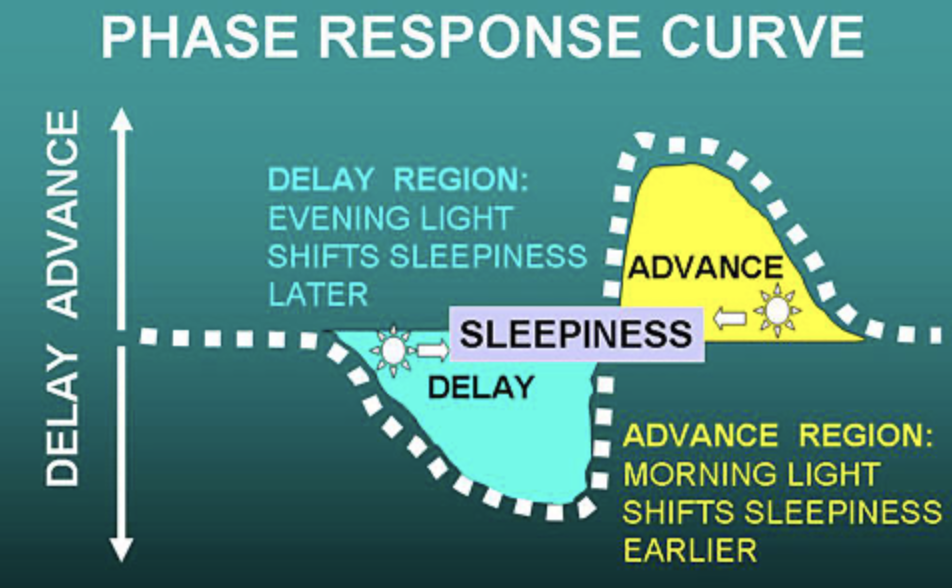 PHASE RESPONSE CURVE
DELAY ADVANCE
DELAY REGION:
EVENING LIGHT
SHIFTS SLEEPINESS
LATER
ADVANCE
SLEEPINESS
DELAY
ADVANCE REGION:
MORNING LIGHT
SHIFTS SLEEPINESS
EARLIER